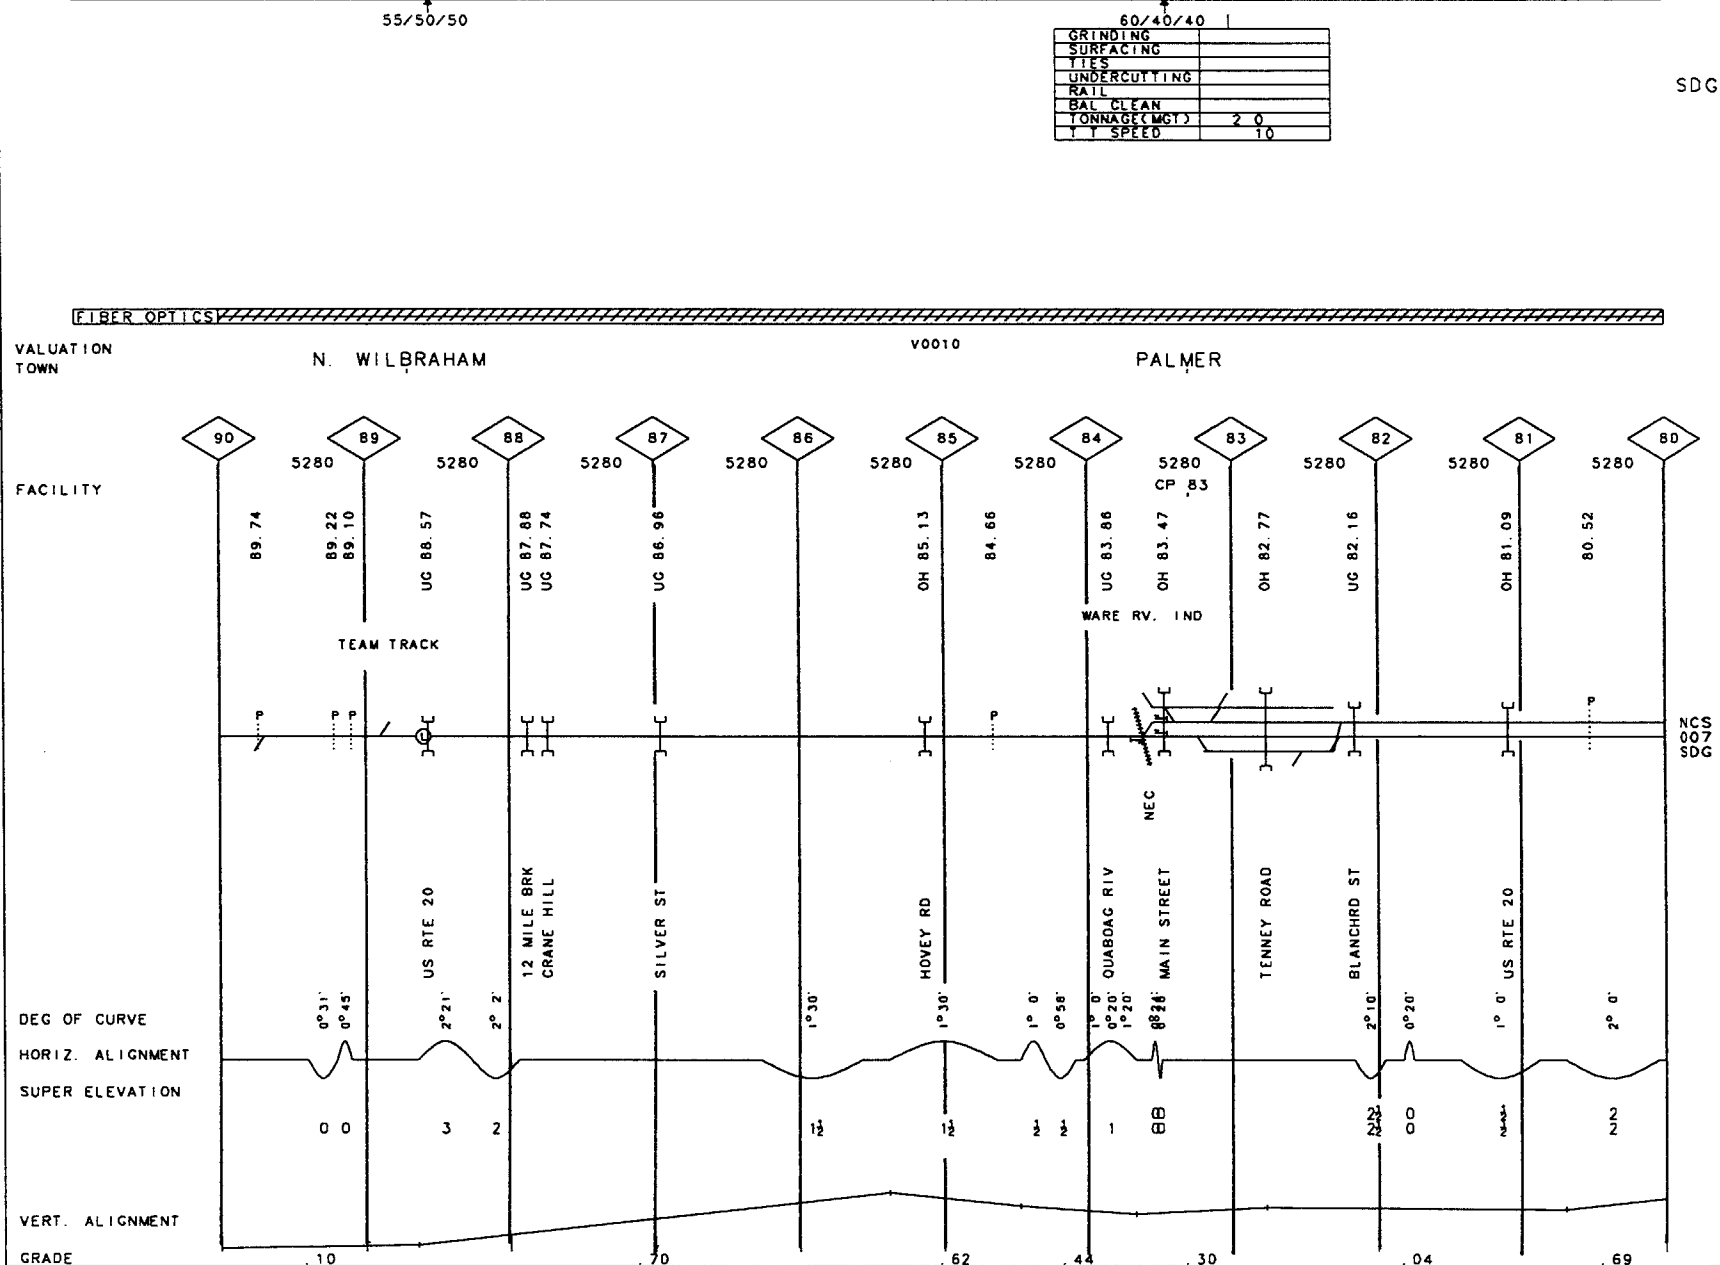 55/50/50
60/40/40
GRINDING
SURFACING
TIES
UNDERCUTTING
RAIL
BAL CLEAN
TONNAGE(MGT) 2 0
T T SPEED 10
SDG
FIBER OPTICS
VALUATION
TOWN
N. WILBRAHAM
V0010
PALMER
90 89 88 87 86 85 84 83 82 81 80
5280 5280 5280 5280 5280 5280 5280 5280 5280 5280
CP 83
FACILITY
89.74
89.22
89.10
UG 88.57
UG 87.88
UG 87.74
UG 86.96
OH 85.13
84.66
UG 83.86
OH 83.47
OH 82.77
UG 82.16
OH 81.09
80.52
WARE RV. IND
TEAM TRACK
P P P P P
L
NCS
007
SDG
NEC
US RTE 20
12 MILE BRK
CRANE HILL
SILVER ST
HOVEY RD
QUABOAG RIV
MAIN STREET
TENNEY ROAD
BLANCHRD ST
US RTE 20
DEG OF CURVE
0°31'
0°45'
2°21'
2° 2'
1°30'
1°30'
1° 0'
0°58'
1° 0'
0°20'
1°20'
2°10'
0°20'
1° 0'
2° 0'
HORIZ. ALIGNMENT
SUPER ELEVATION
2½ 0 ½ 2
0 0 3 2 1½ 1½ ½ ½ 1 2½ 0 ½ 2
VERT. ALIGNMENT
GRADE .10 .70 .62 .44 .30 .04 .69